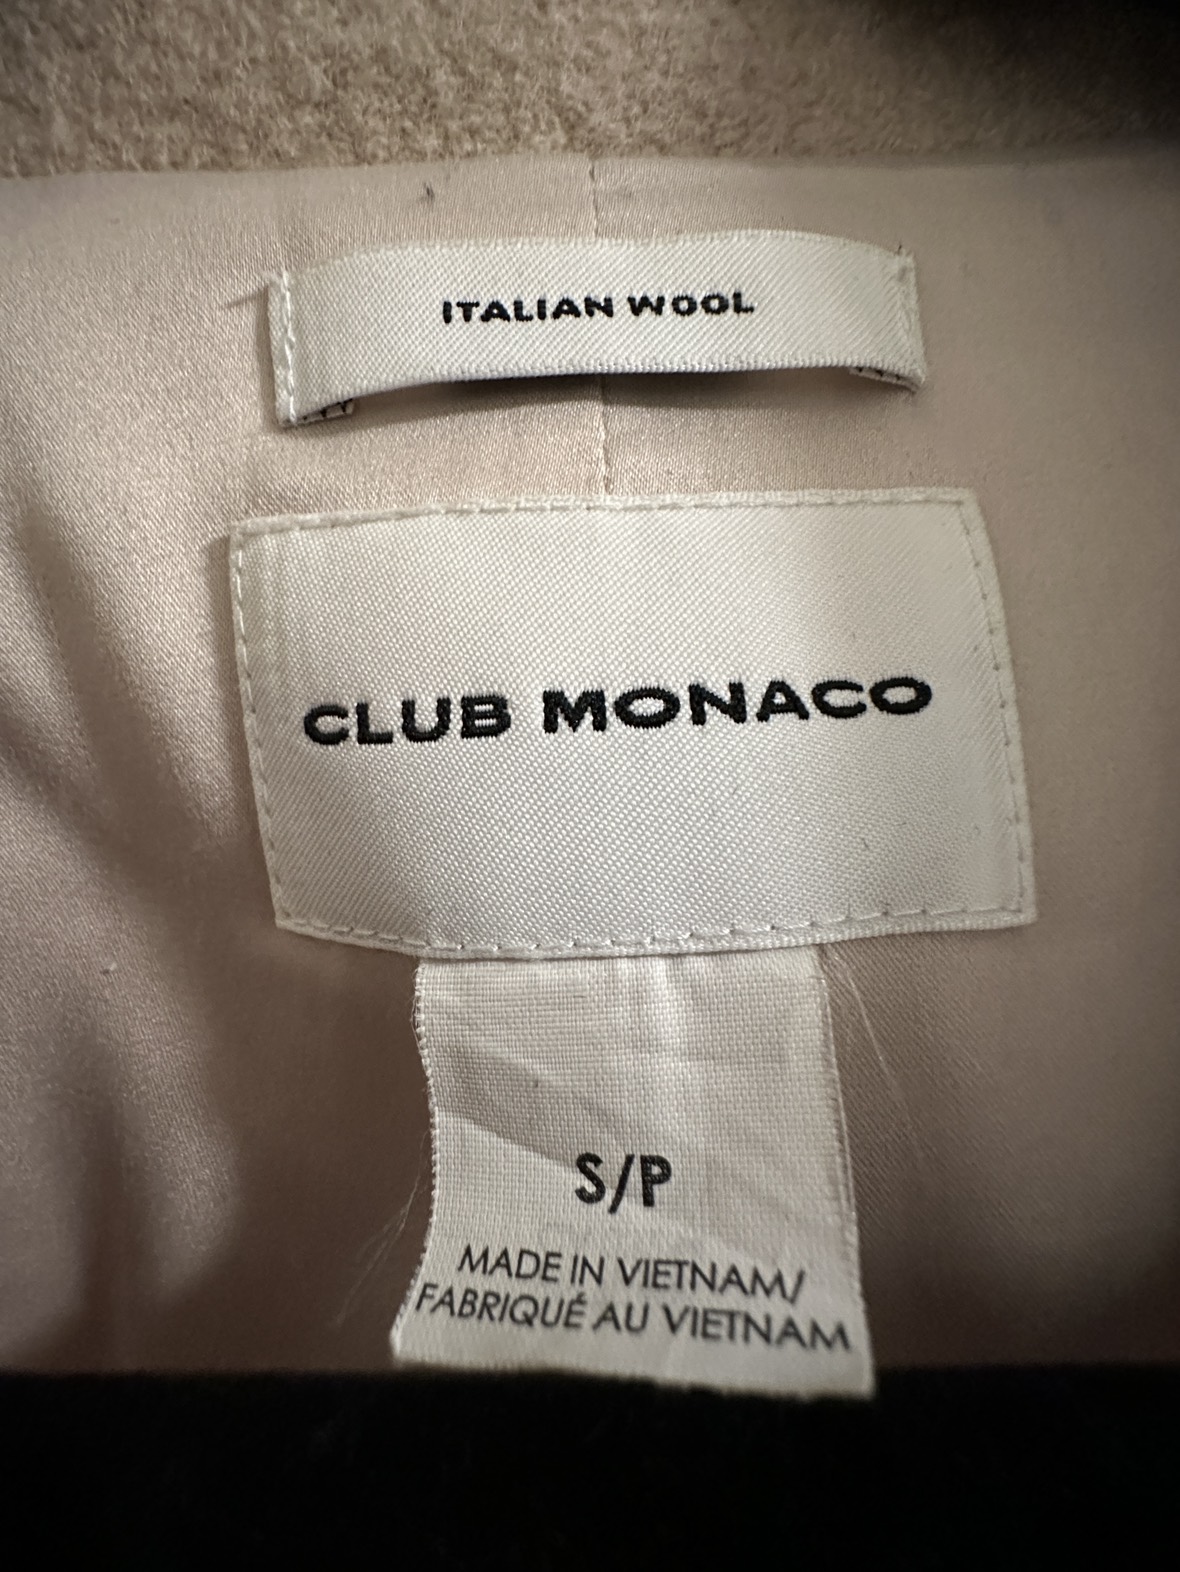 ITALIAN WOOL
CLUB MONACO
S/P
MADE IN VIETNAM/
FABRIQUÉ AU VIETNAM